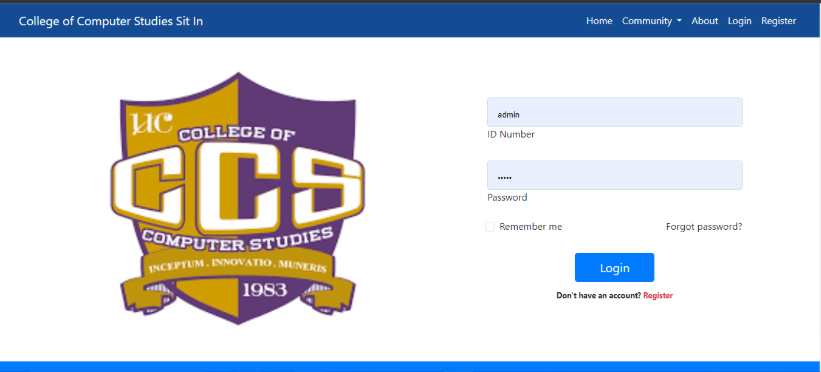 College of Computer Studies Sit In
Home Community About Login Register
UC
COLLEGE OF
CCS
COMPUTER STUDIES
INCEPTUM . INNOVATIO . MUNERIS
1983
admin
ID Number
•••••
Password
Remember me Forgot password?
Login
Don't have an account? Register